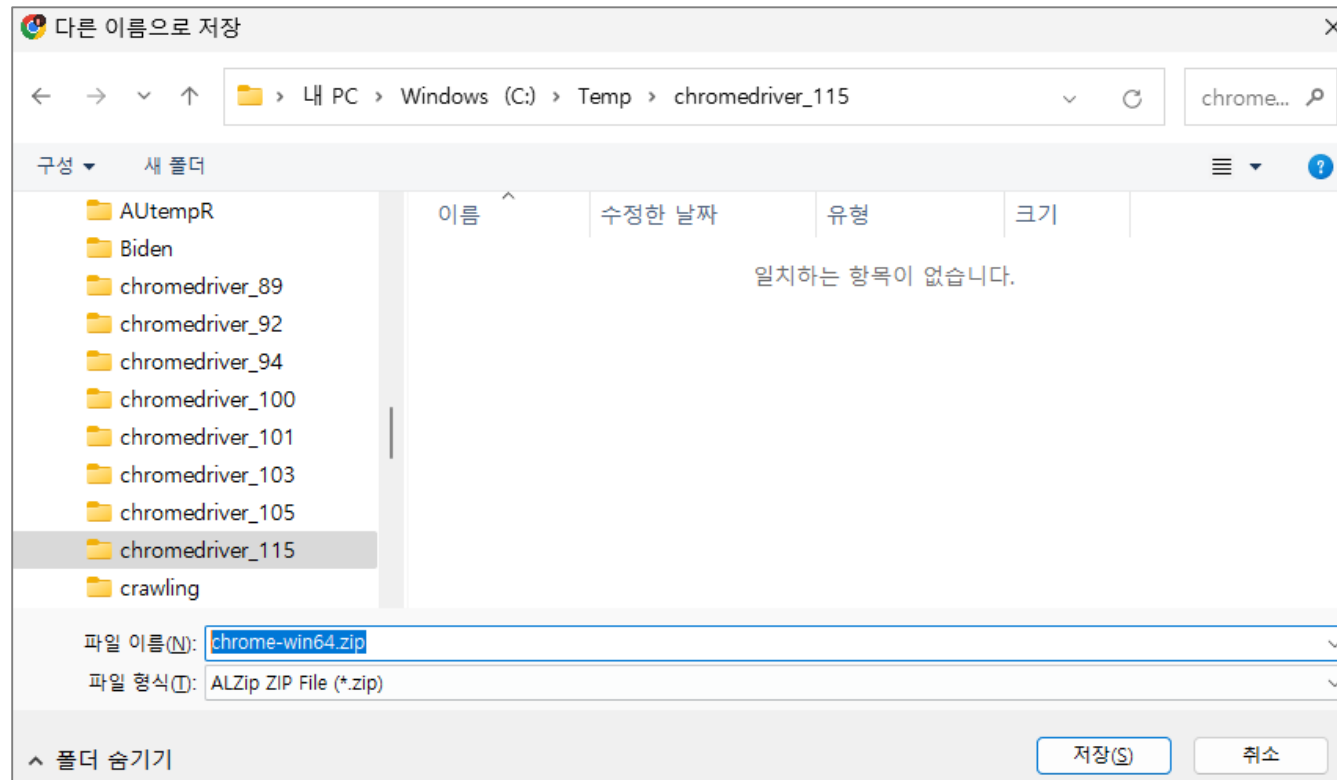 다른 이름으로 저장
내 PC > Windows (C:) > Temp > chromedriver_115
chrome...
구성 새 폴더
이름 수정한 날짜 유형 크기
일치하는 항목이 없습니다.
AUtempR
Biden
chromedriver_89
chromedriver_92
chromedriver_94
chromedriver_100
chromedriver_101
chromedriver_103
chromedriver_105
chromedriver_115
crawling
파일 이름(N): chrome-win64.zip
파일 형식(T): ALZip ZIP File (*.zip)
폴더 숨기기
저장(S) 취소